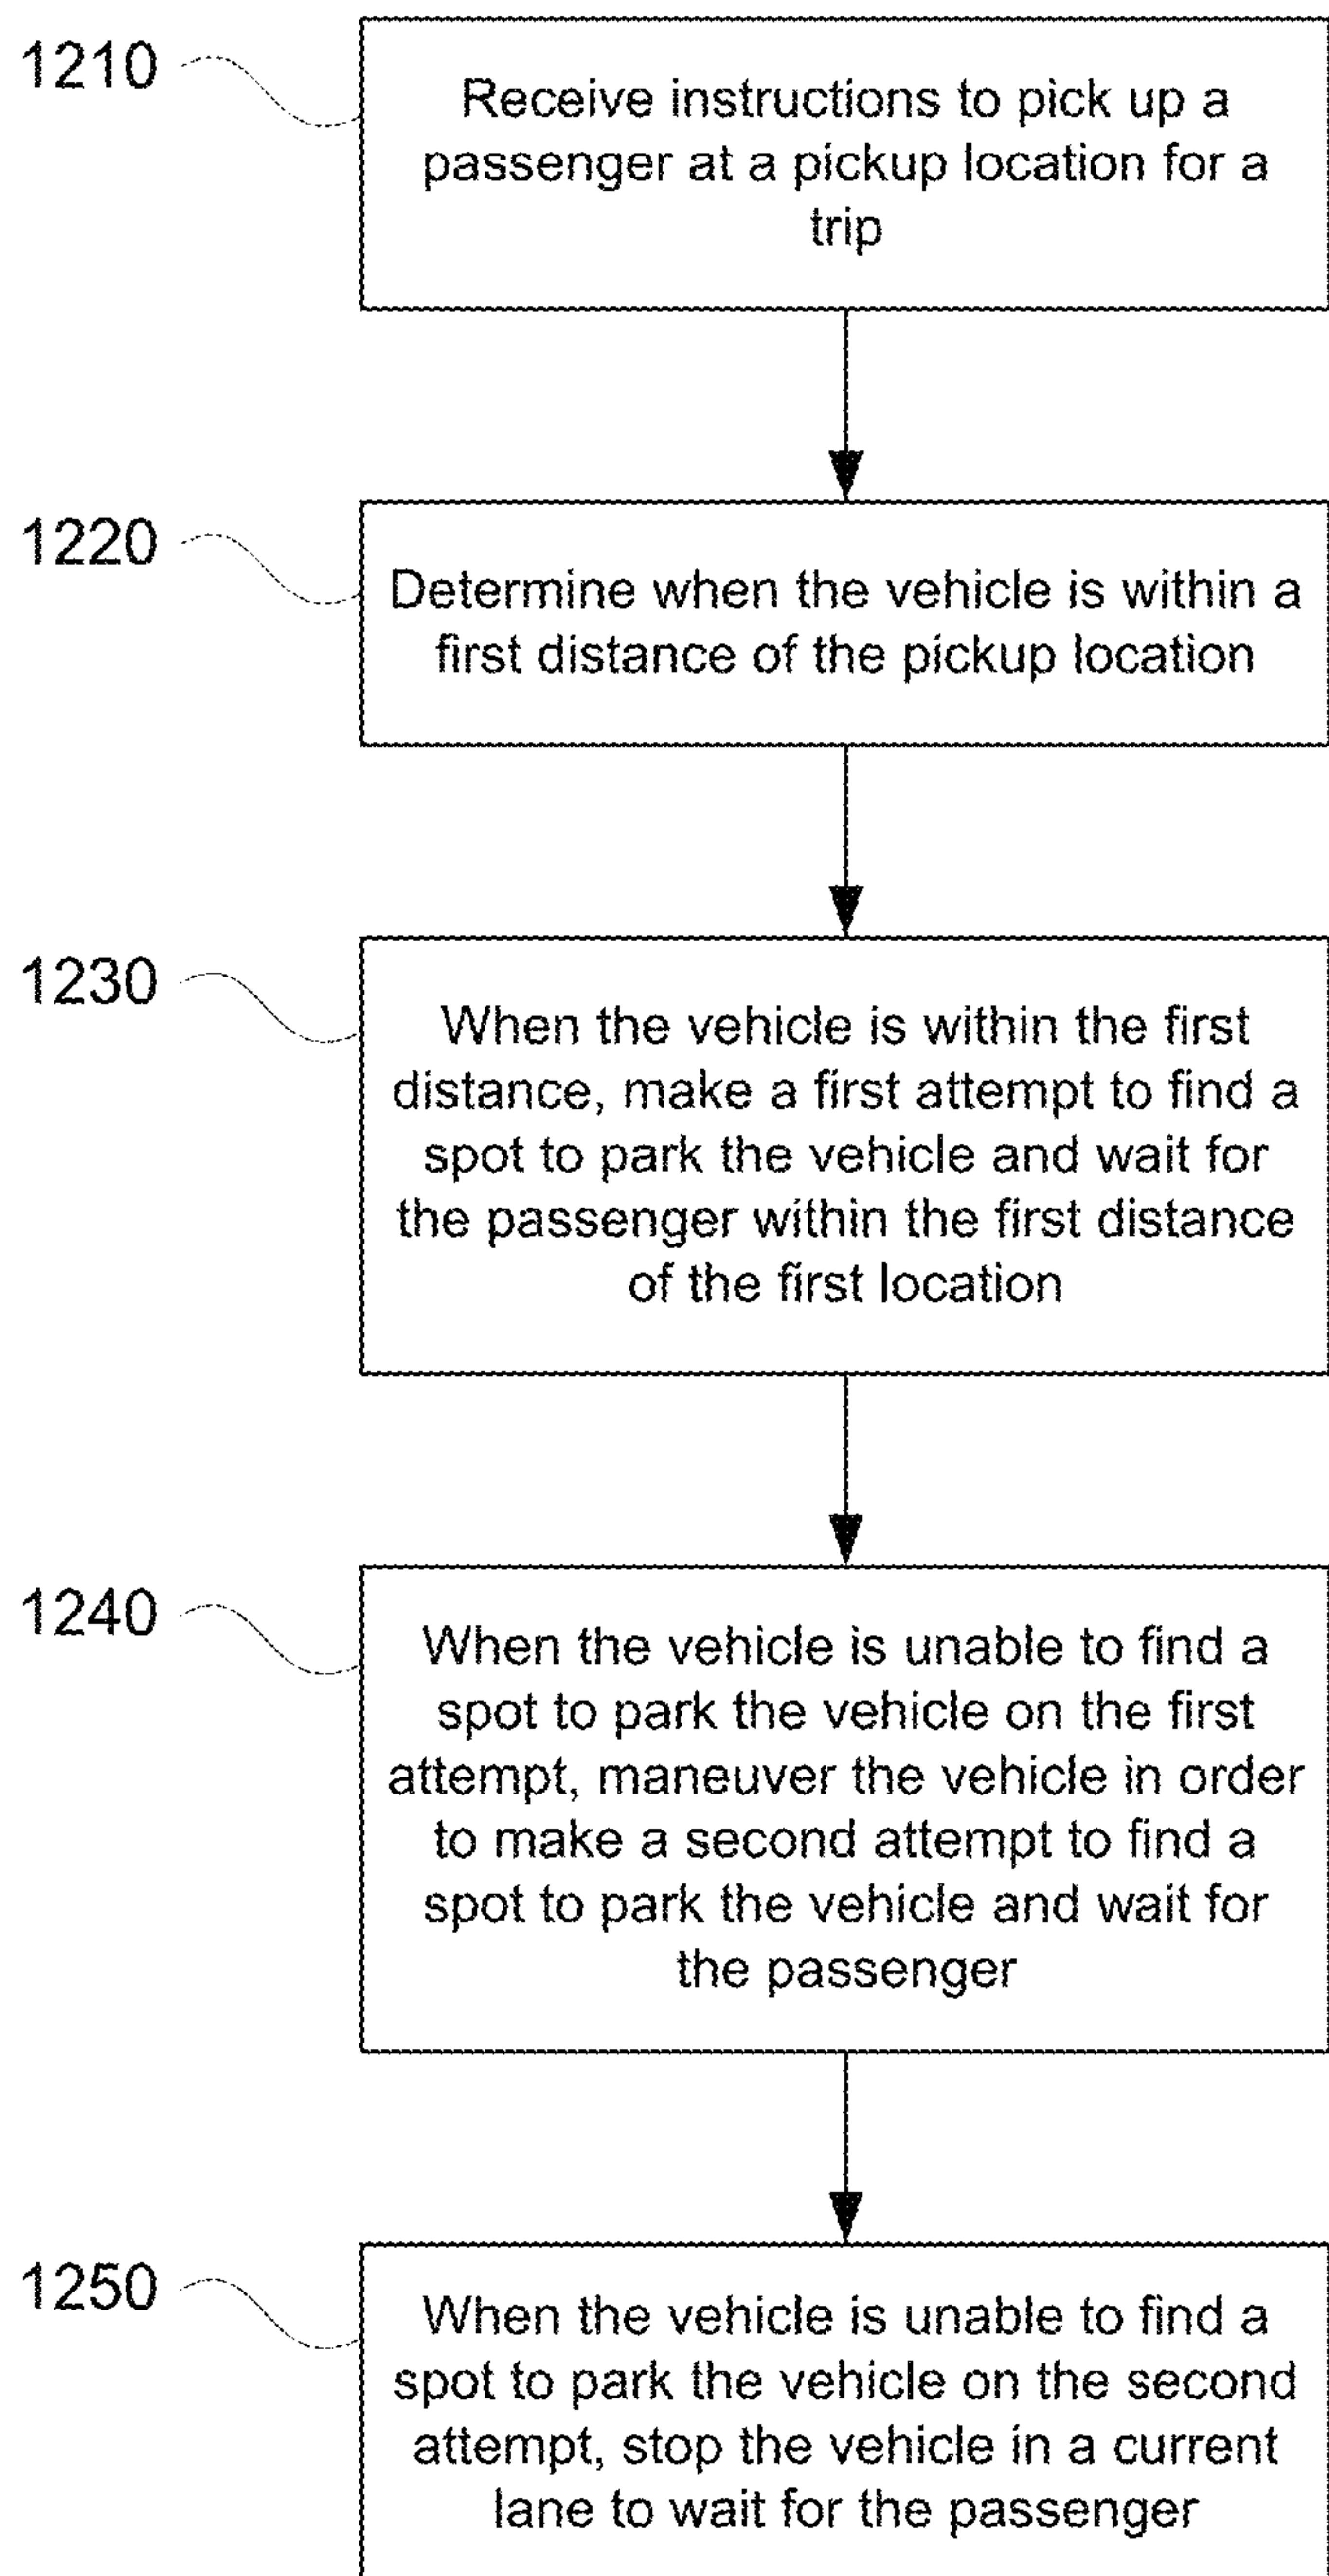 1210
Receive instructions to pick up a
passenger at a pickup location for a
trip
1220
Determine when the vehicle is within a
first distance of the pickup location
1230
When the vehicle is within the first
distance, make a first attempt to find a
spot to park the vehicle and wait for
the passenger within the first distance
of the first location
1240
When the vehicle is unable to find a
spot to park the vehicle on the first
attempt, maneuver the vehicle in order
to make a second attempt to find a
spot to park the vehicle and wait for
the passenger
1250
When the vehicle is unable to find a
spot to park the vehicle on the second
attempt, stop the vehicle in a current
lane to wait for the passenger